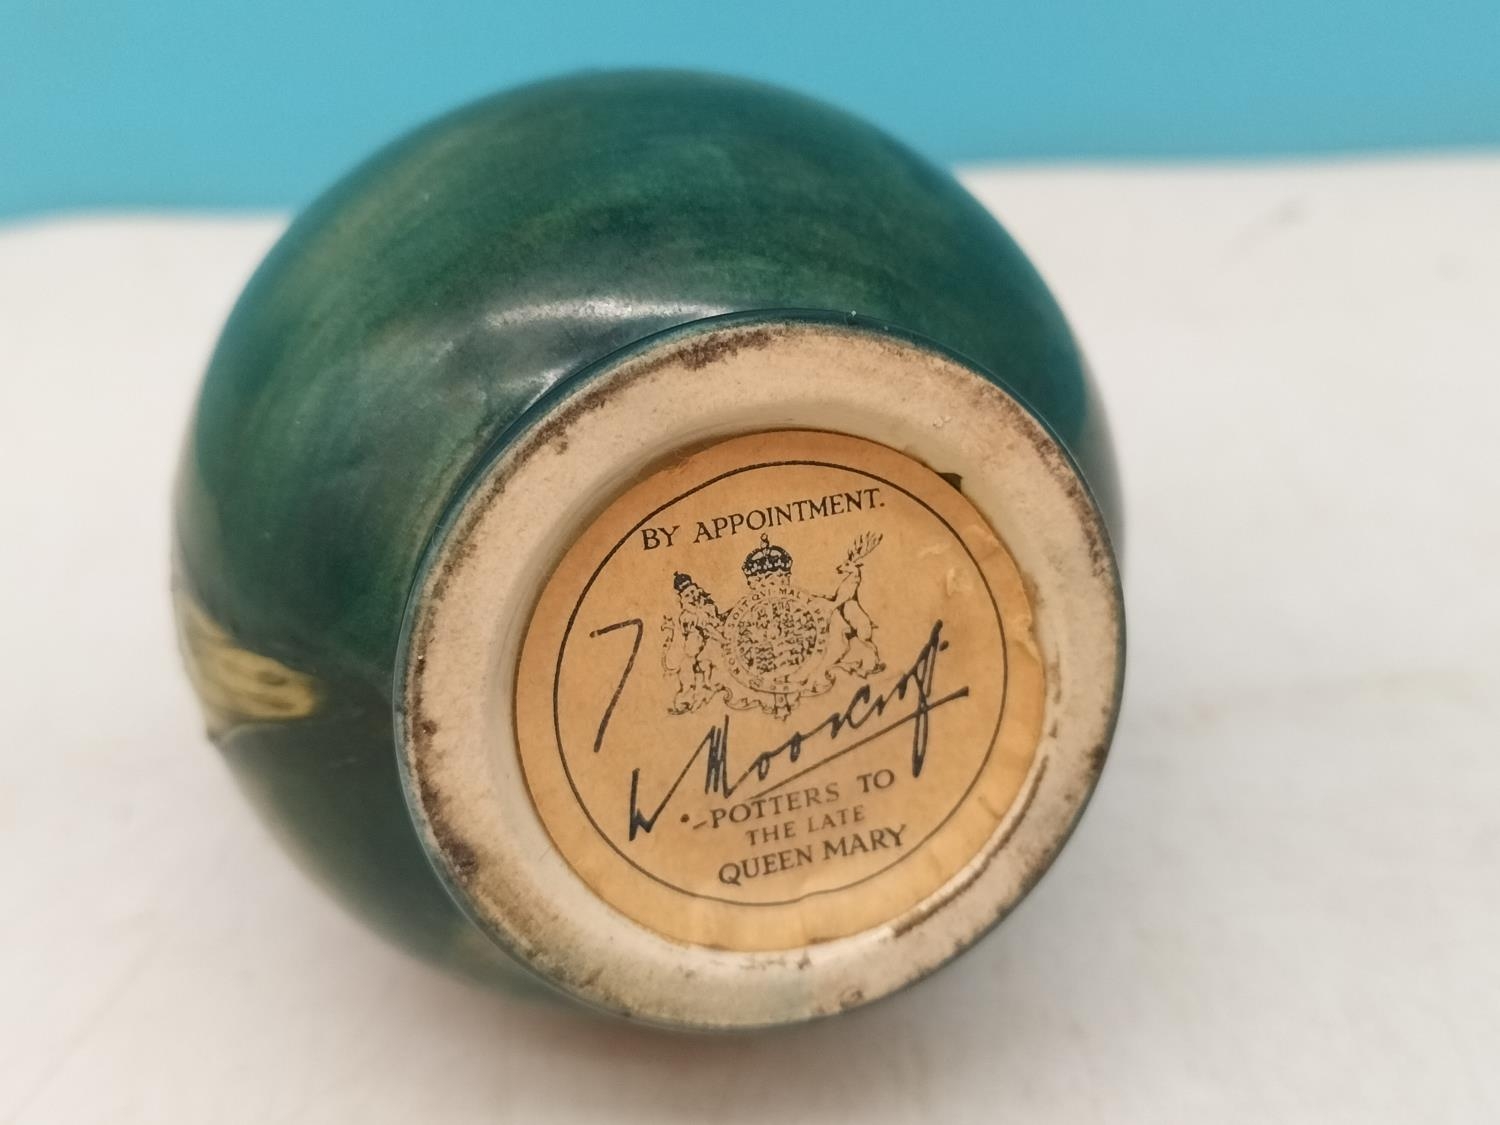 BY APPOINTMENT.
7
W. Moorcroft.
-POTTERS TO
THE LATE
QUEEN MARY